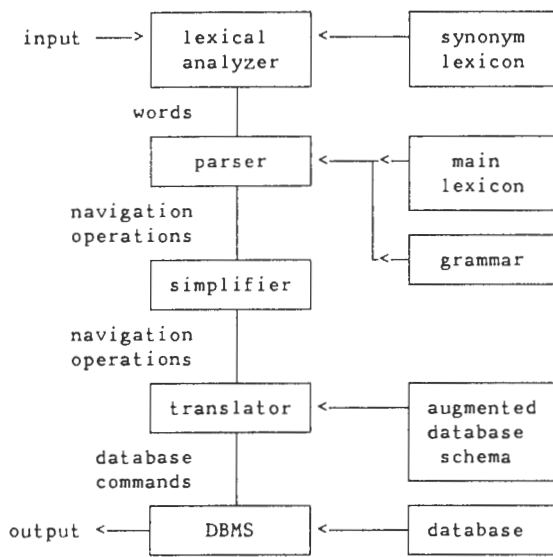 input
lexical
analyzer
synonym
lexicon
words
parser
main
lexicon
navigation
operations
grammar
simplifier
navigation
operations
translator
augmented
database
schema
database
commands
output
DBMS
database